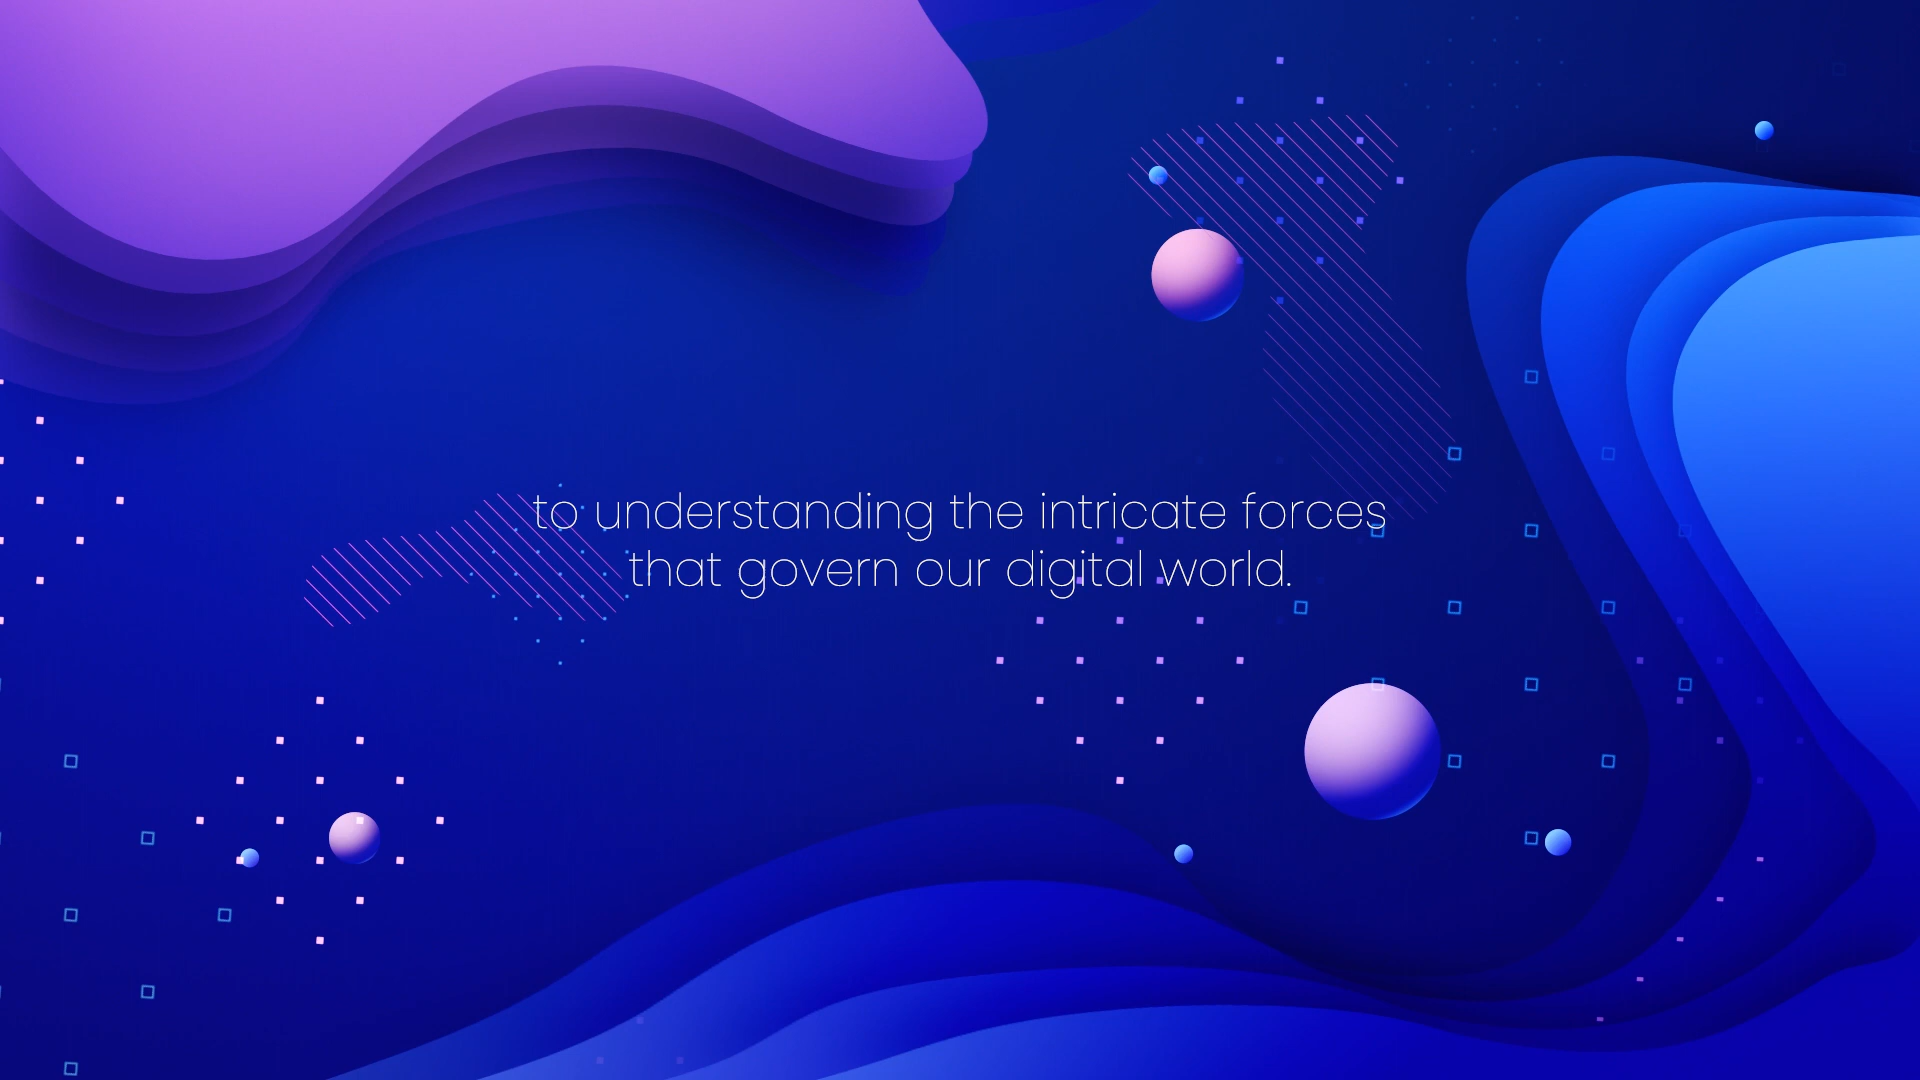 to understanding the intricate forces
that govern our digital world.